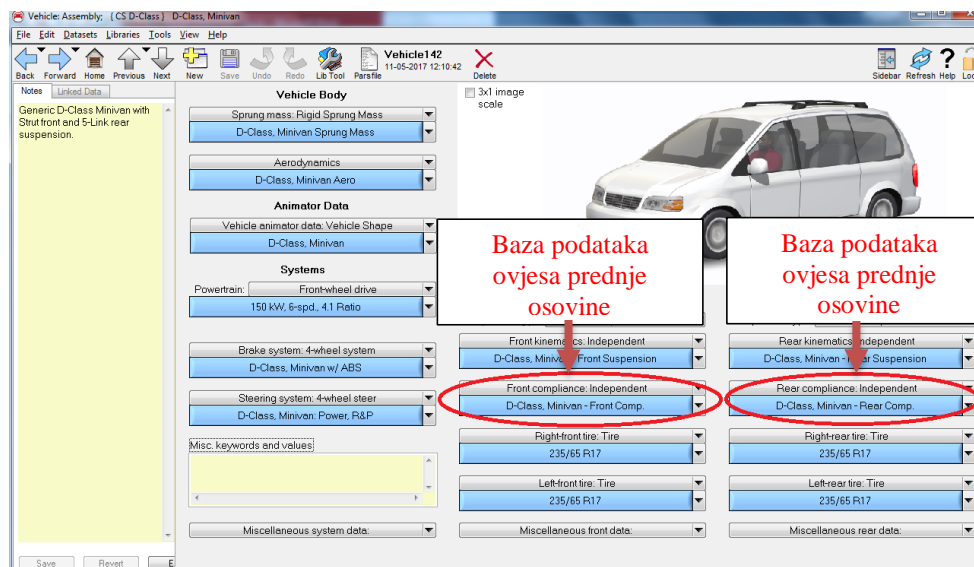 Vehicle: Assembly; { CS D-Class } D-Class, Minivan
File Edit Datasets Libraries Tools View Help
Back Forward Home Previous Next New Save Undo Redo Lib Tool Parsfile Vehicle142
11-05-2017 12:10:42 Delete Sidebar Refresh Help
Notes Linked Data
Generic D-Class Minivan with
Strut front and 5-Link rear
suspension.
Save Revert
Vehicle Body
Sprung mass: Rigid Sprung Mass
D-Class, Minivan Sprung Mass
Aerodynamics
D-Class, Minivan Aero
Animator Data
Vehicle animator data: Vehicle Shape
D-Class, Minivan
Systems
Powertrain: Front-wheel drive
150 kW, 6-spd., 4.1 Ratio
Brake system: 4-wheel system
D-Class, Minivan w/ ABS
Steering system: 4-wheel steer
D-Class, Minivan: Power, R&P
Misc. keywords and values
Miscellaneous system data:
3x1 image
scale
Baza podataka
ovjesa prednje
osovine
Front kinematics: Independent
D-Class, Front Suspension
Front compliance: Independent
D-Class, Minivan - Front Comp.
Right-front tire: Tire
235/65 R17
Left-front tire: Tire
235/65 R17
Miscellaneous front data:
Baza podataka
ovjesa prednje
osovine
Rear kinematics: Independent
D-Class, Minivan - Suspension
Rear compliance: Independent
D-Class, Minivan - Rear Comp.
Right-rear tire: Tire
235/65 R17
Left-rear tire: Tire
235/65 R17
Miscellaneous rear data: